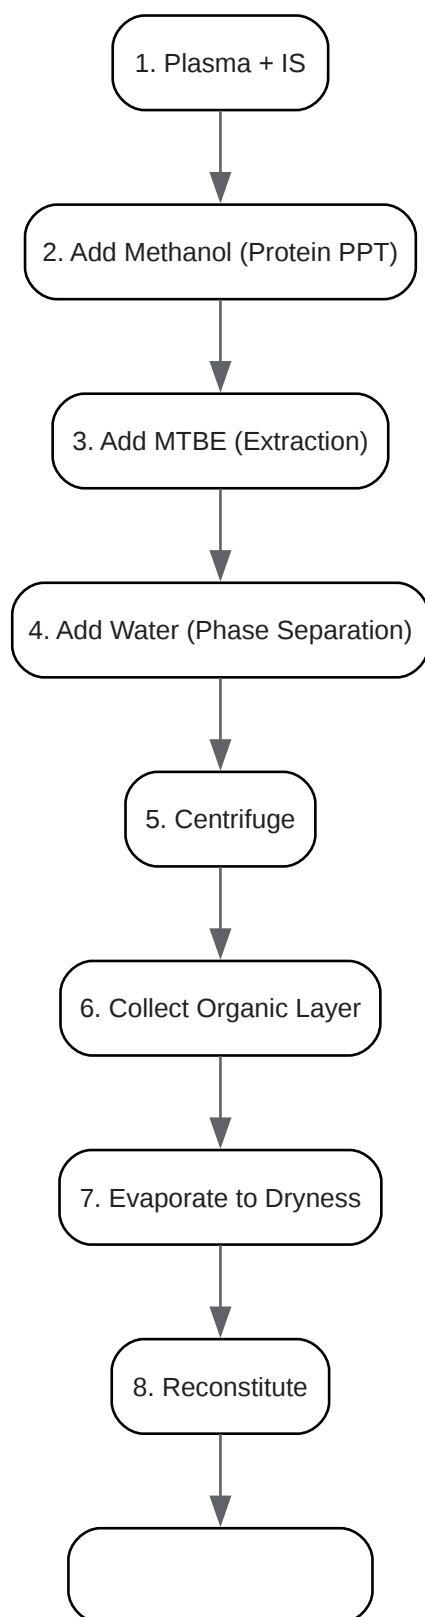 1. Plasma + IS
2. Add Methanol (Protein PPT)
3. Add MTBE (Extraction)
4. Add Water (Phase Separation)
5. Centrifuge
6. Collect Organic Layer
7. Evaporate to Dryness
8. Reconstitute